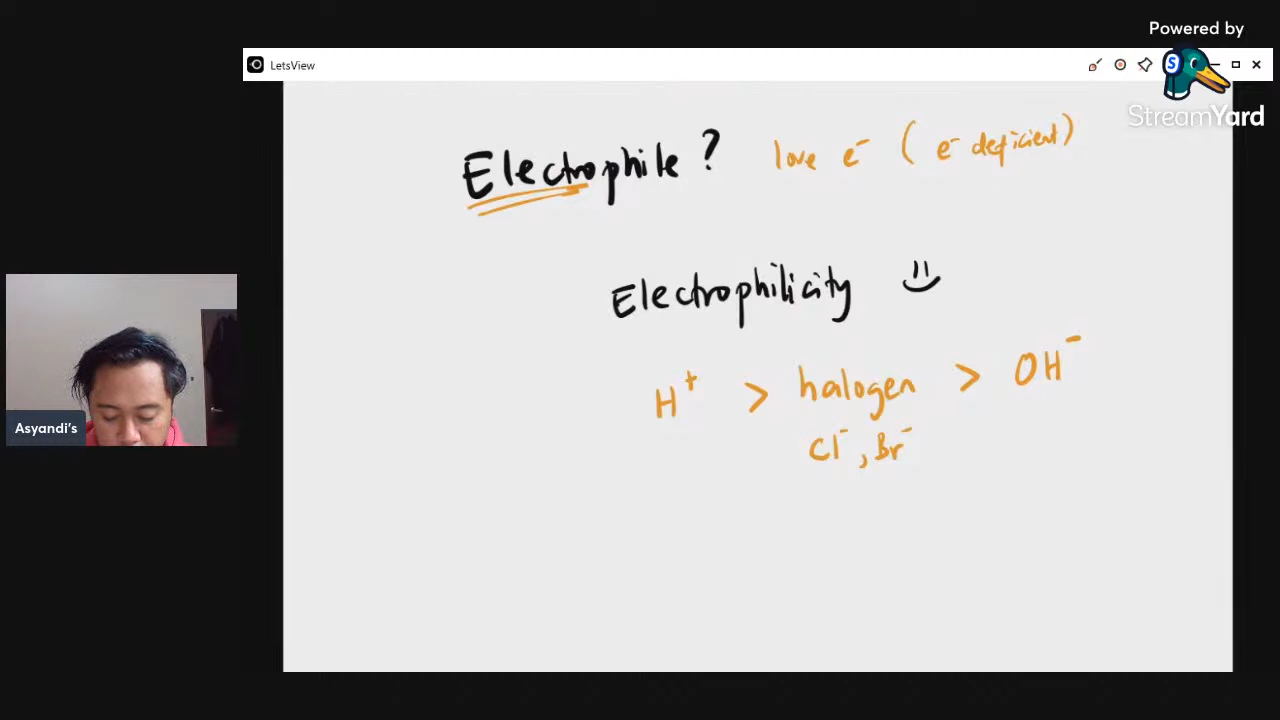 Powered by
StreamYard
LetsView
Electrophile? love e⁻ (e⁻ deficient)
Electrophilicity
H⁺ > halogen > OH⁻
Cl⁻, Br⁻
Asyandi's